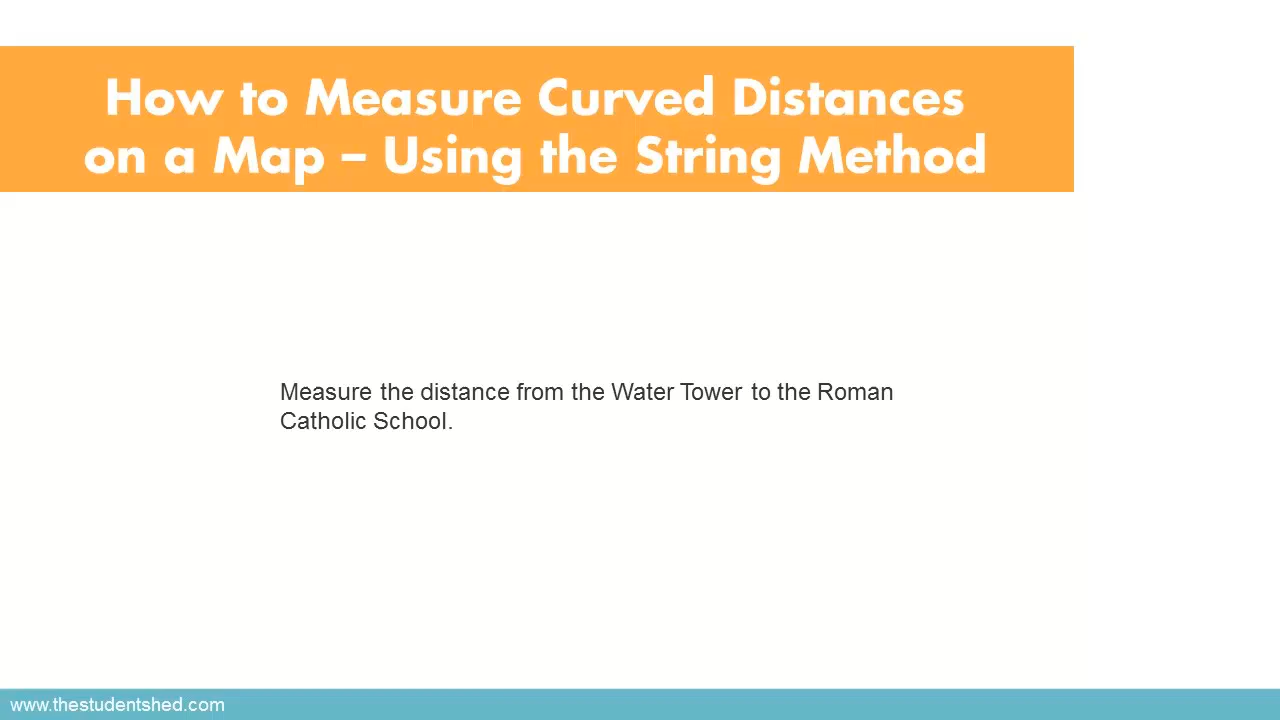 How to Measure Curved Distances
on a Map – Using the String Method
Measure the distance from the Water Tower to the Roman
Catholic School.
www.thestudentshed.com